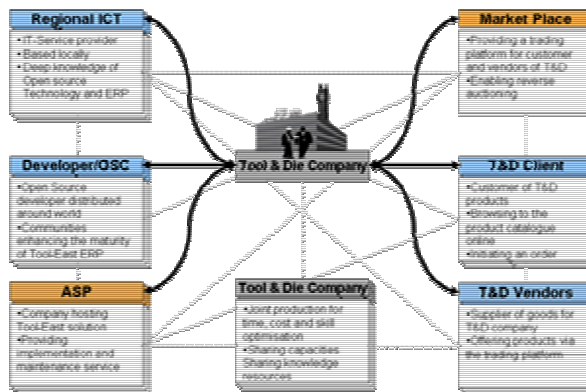 Regional ICT
•IT-Service provider
•Based locally
•Deep knowledge of
Open source
Technology and ERP
Market Place
•Providing a trading
platform for customer
and vendors of T&D
•Enabling reverse
auctioning
Tool & Die Company
Developer/OSC
•Open Source
developer distributed
around world
•Communities
enhancing the maturity
of Tool-East ERP
T&D Client
•Customer of T&D
products
•Browsing to the
product catalogue
online
•Initiating an order
ASP
•Company hosting
Tool-East solution
•Providing
implementation and
maintenance service
Tool & Die Company
•Joint production for
time, cost and skill
optimisation
•Sharing capacities
Sharing knowledge
resources
T&D Vendors
•Supplier of goods for
T&D company
•Offering products via
the trading platform